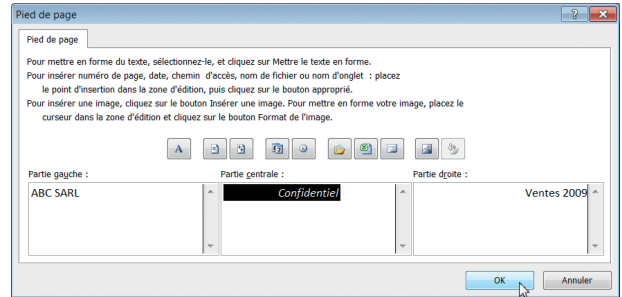 Pied de page
Pied de page
Pour mettre en forme du texte, sélectionnez-le, et cliquez sur Mettre le texte en forme.
Pour insérer numéro de page, date, chemin d'accès, nom de fichier ou nom d'onglet : placez
le point d'insertion dans la zone d'édition, puis cliquez sur le bouton approprié.
Pour insérer une image, cliquez sur le bouton Insérer une image. Pour mettre en forme votre image, placez le
curseur dans la zone d'édition et cliquez sur le bouton Format de l'image.
A
Partie gauche : Partie centrale : Partie droite :
ABC SARL Confidentiel Ventes 2009
OK Annuler